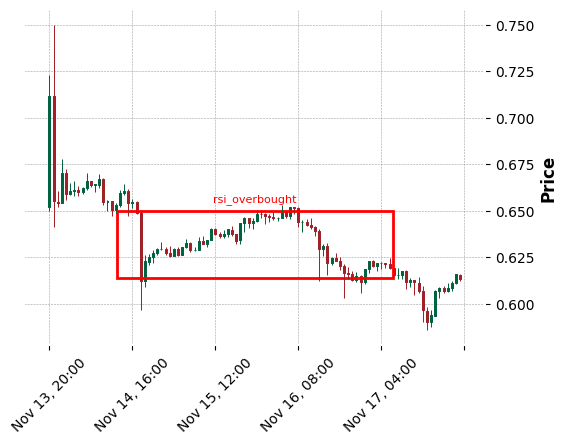 0.750
0.725
0.700
0.675
0.650
0.625
0.600
Price
rsi_overbought
Nov 13, 20:00
Nov 14, 16:00
Nov 15, 12:00
Nov 16, 08:00
Nov 17, 04:00